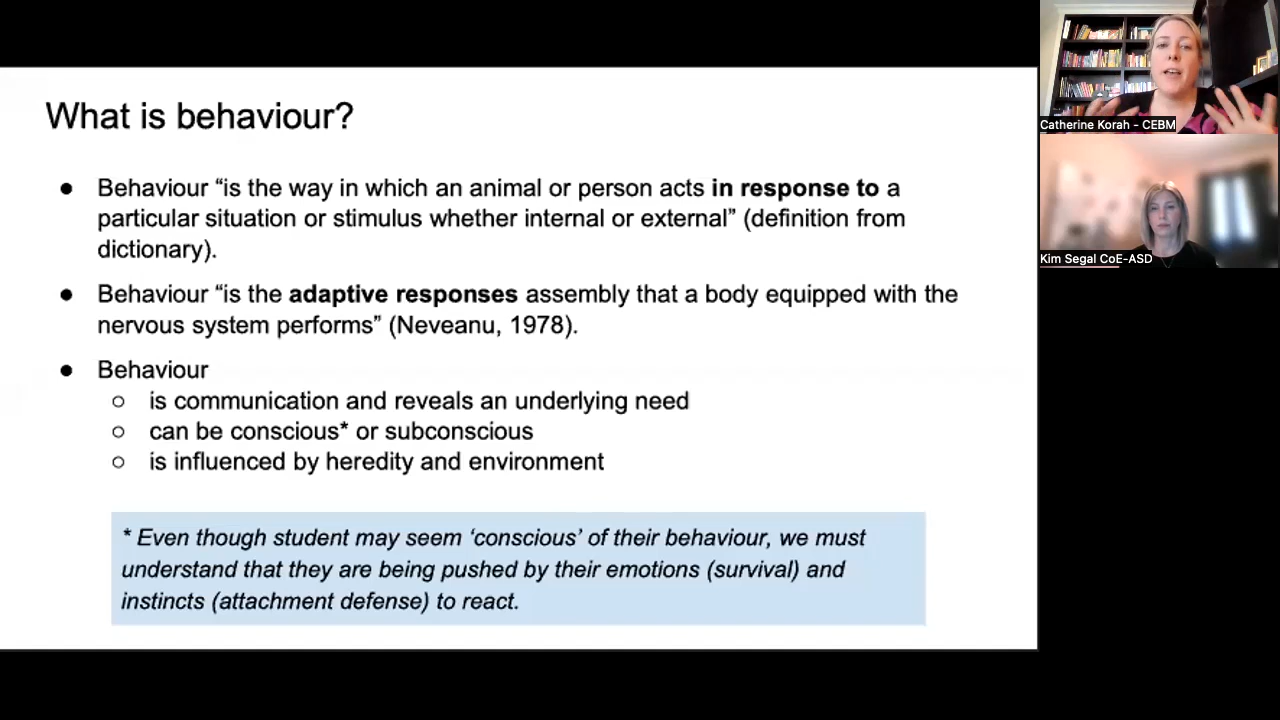 What is behaviour?
● Behaviour “is the way in which an animal or person acts in response to a
particular situation or stimulus whether internal or external” (definition from
dictionary).
● Behaviour “is the adaptive responses assembly that a body equipped with the
nervous system performs” (Neveanu, 1978).
● Behaviour
○ is communication and reveals an underlying need
○ can be conscious* or subconscious
○ is influenced by heredity and environment
* Even though student may seem ‘conscious’ of their behaviour, we must
understand that they are being pushed by their emotions (survival) and
instincts (attachment defense) to react.
Catherine Korah - CEBM
Kim Segal CoE-ASD